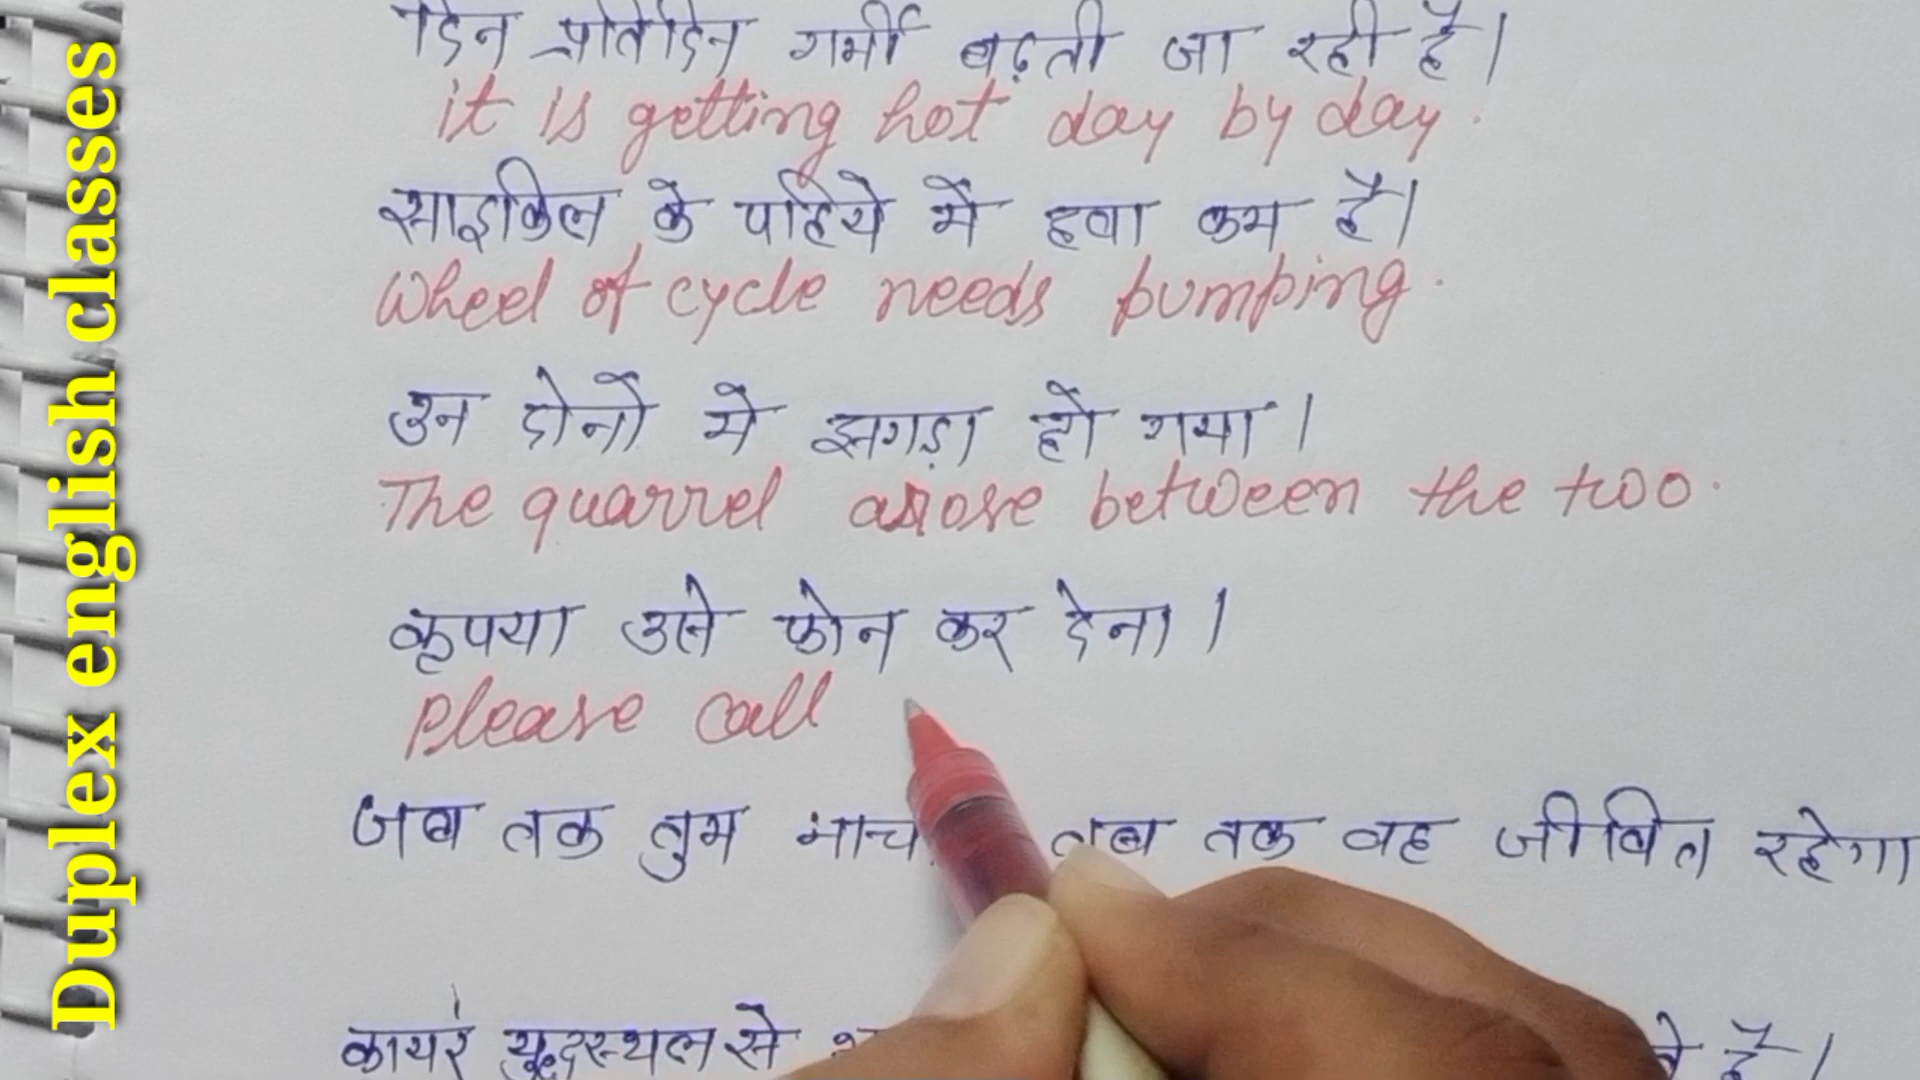 Duplex english classes
दिन प्रतिदिन गर्मी बढ़ती जा रही है।
it is getting hot day by day.
साइकिल के पहिये में हवा कम है।
Wheel of cycle needs pumping.
उन दोनों में झगड़ा हो गया।
The quarrel arose between the two.
कृपया उसे फोन कर देना।
Please call
जब तक तुम तब तक वह जीवित रहेगा
कायर युद्धस्थल से है।